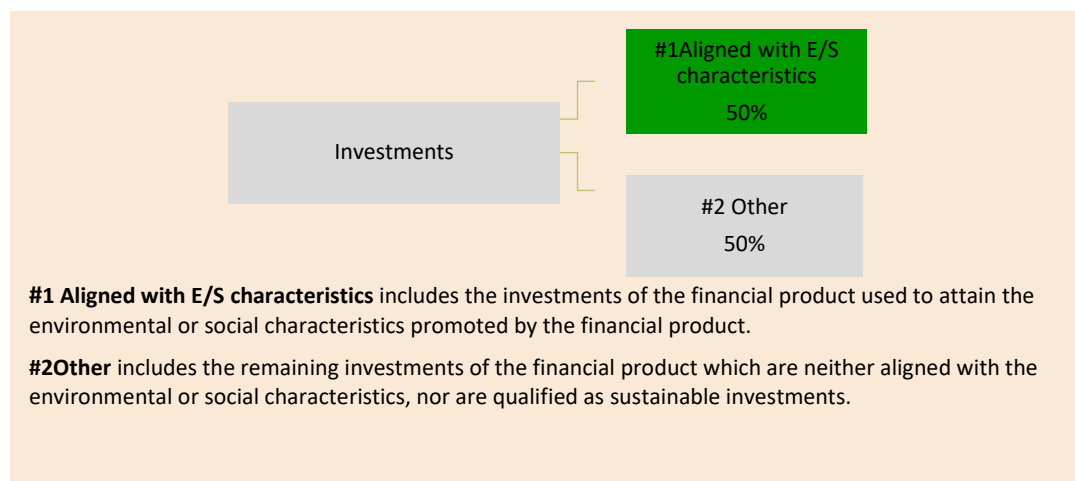 #1Aligned with E/S
characteristics
50%
Investments
#2 Other
50%
#1 Aligned with E/S characteristics includes the investments of the financial product used to attain the
environmental or social characteristics promoted by the financial product.
#2Other includes the remaining investments of the financial product which are neither aligned with the
environmental or social characteristics, nor are qualified as sustainable investments.